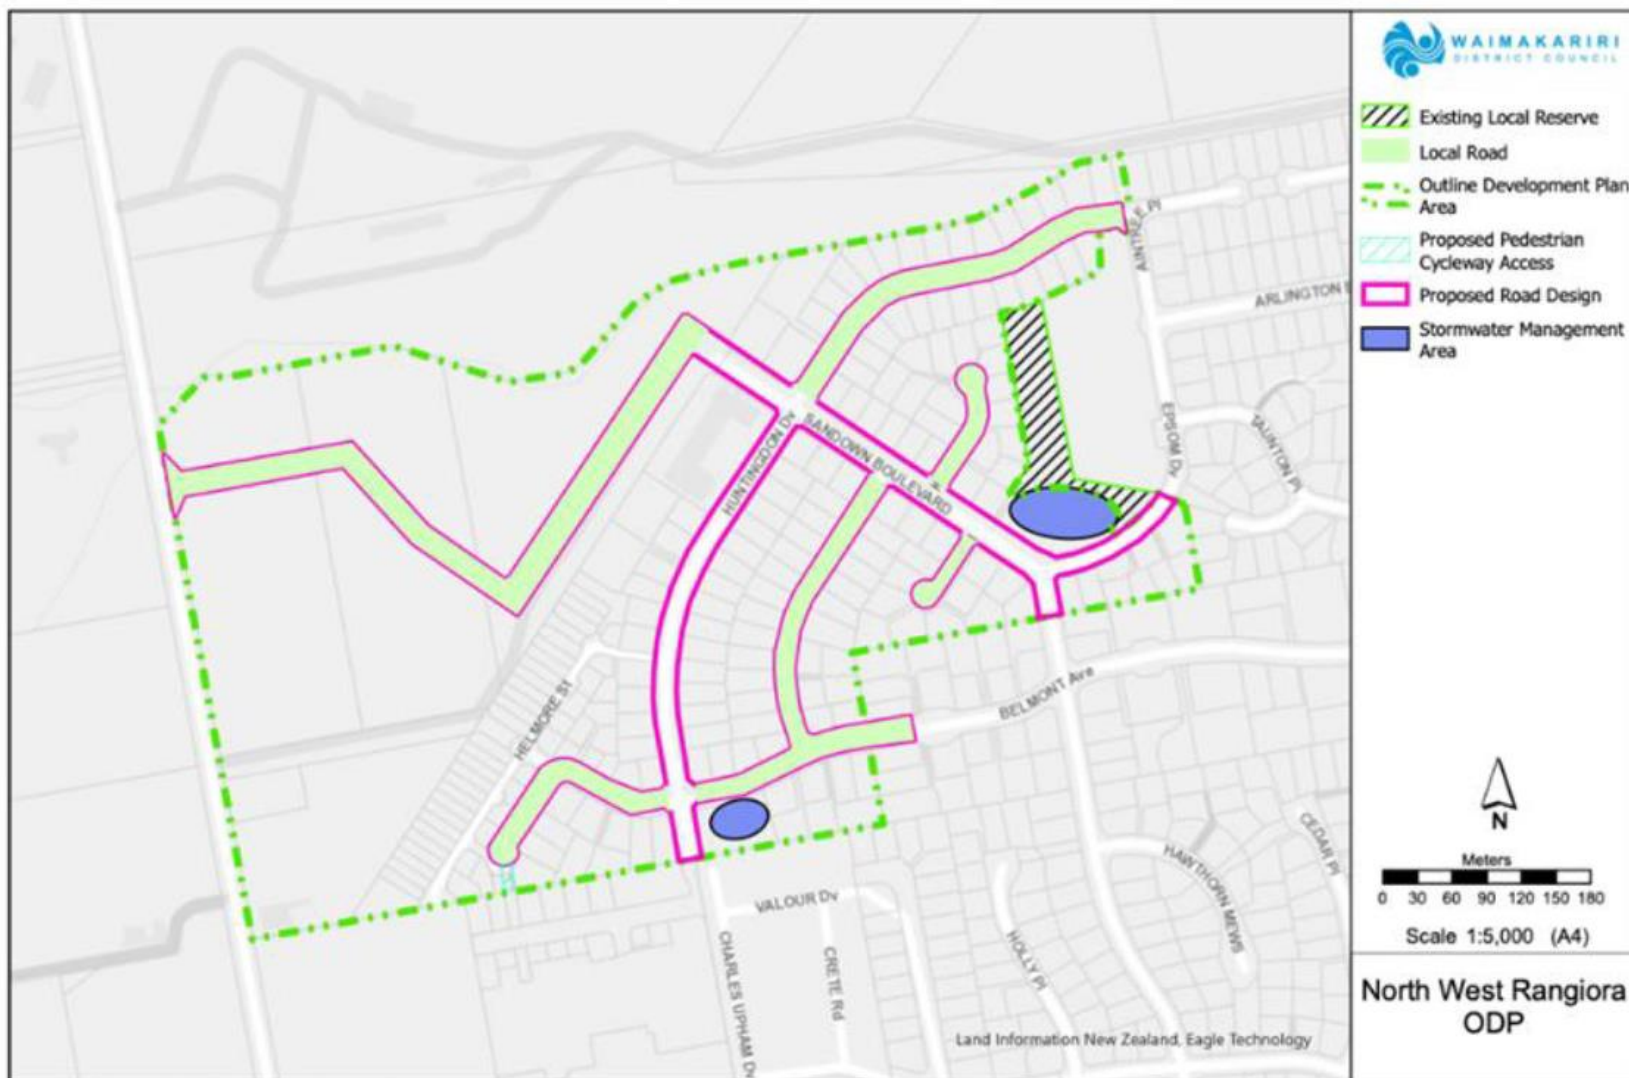 WAIMAKARIRI
DISTRICT COUNCIL
Existing Local Reserve
Local Road
Outline Development Plan
Area
Proposed Pedestrian
Cycleway Access
Proposed Road Design
Stormwater Management
Area
AINTREE Pl
ARLINGTON
EPSOM Dv
TAUNTON Pl
SANDOWN BOULEVARD
HUNTINGDON Dv
HELMORE St
BELMONT Ave
VALOUR Dv
CHARLES UPHAM Dv
CRETE Rd
HOLLY Pl
HAWTHORN MEWS
CEDAR Pl
N
Meters
0 30 60 90 120 150 180
Scale 1:5,000 (A4)
North West Rangiora
ODP
Land Information New Zealand, Eagle Technology